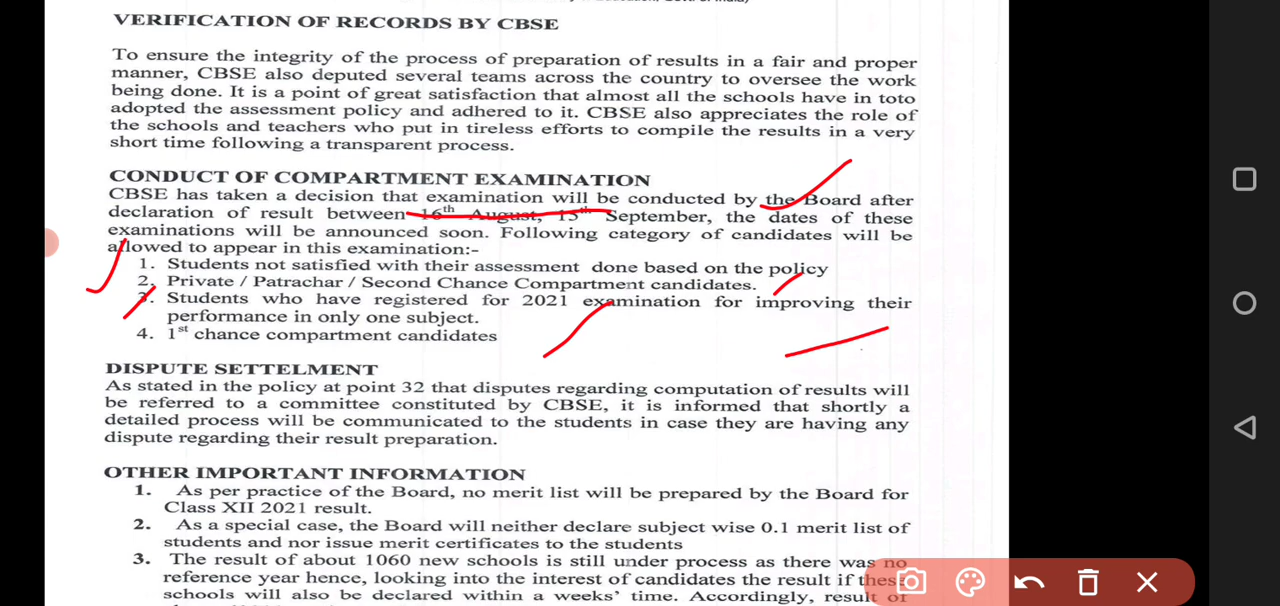 VERIFICATION OF RECORDS BY CBSE
To ensure the integrity of the process of preparation of results in a fair and proper
manner, CBSE also deputed several teams across the country to oversee the work
being done. It is a point of great satisfaction that almost all the schools have in toto
adopted the assessment policy and adhered to it. CBSE also appreciates the role of
the schools and teachers who put in tireless efforts to compile the results in a very
short time following a transparent process.
CONDUCT OF COMPARTMENT EXAMINATION
CBSE has taken a decision that examination will be conducted by the Board after
declaration of result between 16th August, 15th September, the dates of these
examinations will be announced soon. Following category of candidates will be
allowed to appear in this examination:-
1. Students not satisfied with their assessment done based on the policy
2. Private / Patrachar / Second Chance Compartment candidates.
3. Students who have registered for 2021 examination for improving their
performance in only one subject.
4. 1st chance compartment candidates
DISPUTE SETTELMENT
As stated in the policy at point 32 that disputes regarding computation of results will
be referred to a committee constituted by CBSE, it is informed that shortly a
detailed process will be communicated to the students in case they are having any
dispute regarding their result preparation.
OTHER IMPORTANT INFORMATION
1. As per practice of the Board, no merit list will be prepared by the Board for
Class XII 2021 result.
2. As a special case, the Board will neither declare subject wise 0.1 merit list of
students and nor issue merit certificates to the students
3. The result of about 1060 new schools is still under process as there was no
reference year hence, looking into the interest of candidates the result if these
schools will also be declared within a weeks' time. Accordingly, result of